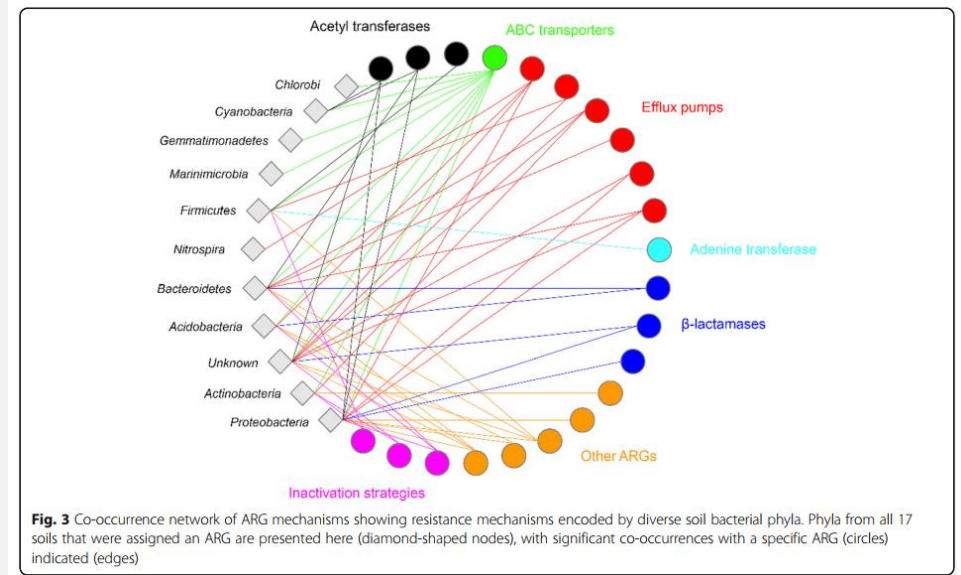 Acetyl transferases
ABC transporters
Chlorobi
Cyanobacteria
Efflux pumps
Gemmatimonadetes
Marinimicrobia
Firmicutes
Nitrospira
Adenine transferase
Bacteroidetes
Acidobacteria
β-lactamases
Unknown
Actinobacteria
Proteobacteria
Other ARGs
Inactivation strategies
Fig. 3 Co-occurrence network of ARG mechanisms showing resistance mechanisms encoded by diverse soil bacterial phyla. Phyla from all 17
soils that were assigned an ARG are presented here (diamond-shaped nodes), with significant co-occurrences with a specific ARG (circles)
indicated (edges)